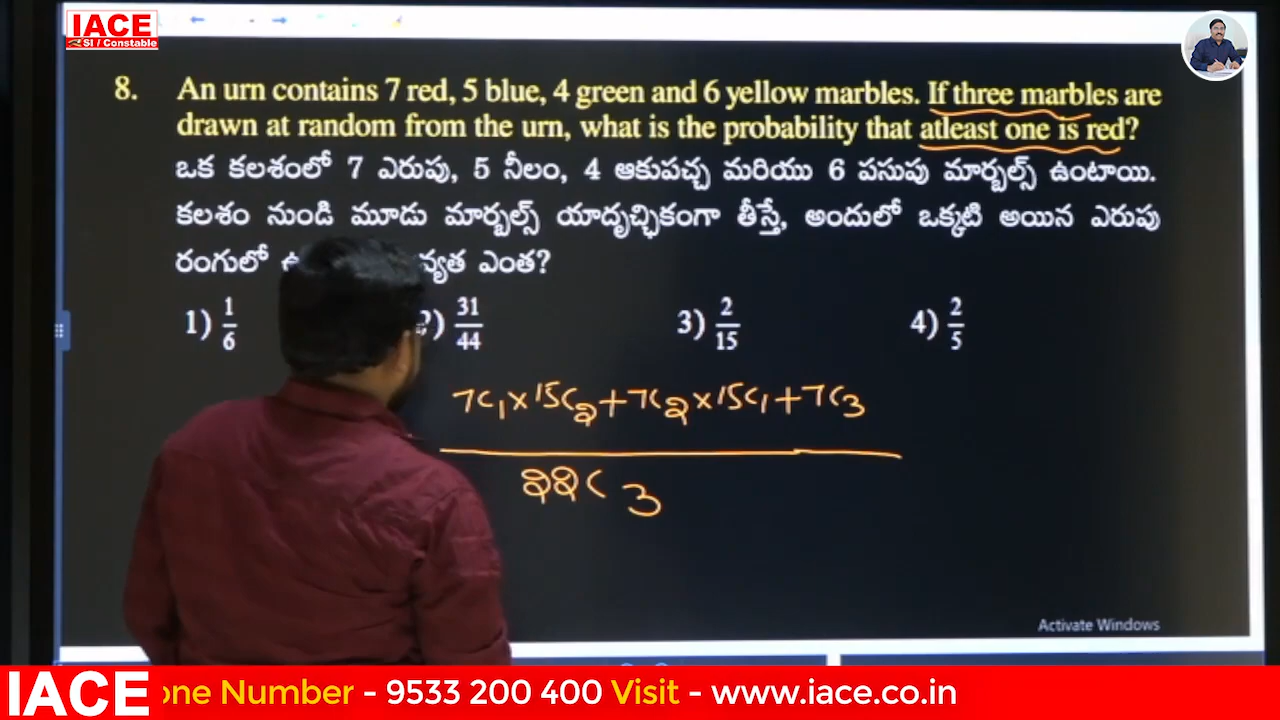 IACE
SI / Constable
8. An urn contains 7 red, 5 blue, 4 green and 6 yellow marbles. If three marbles are
drawn at random from the urn, what is the probability that atleast one is red?
ఒక కలశంలో 7 ఎరుపు, 5 నీలం, 4 ఆకుపచ్చ మరియు 6 పసుపు మార్బల్స్ ఉంటాయి.
కలశం నుండి మూడు మార్బల్స్ యాదృచ్ఛికంగా తీస్తే, అందులో ఒక్కటి అయిన ఎరుపు
రంగులో ఎంత?
1) 1/6 2) 31/44 3) 2/15 4) 2/5
7C1×15C2+7C2×15C1+7C3
22C3
Activate Windows
IACE one Number - 9533 200 400 Visit - www.iace.co.in